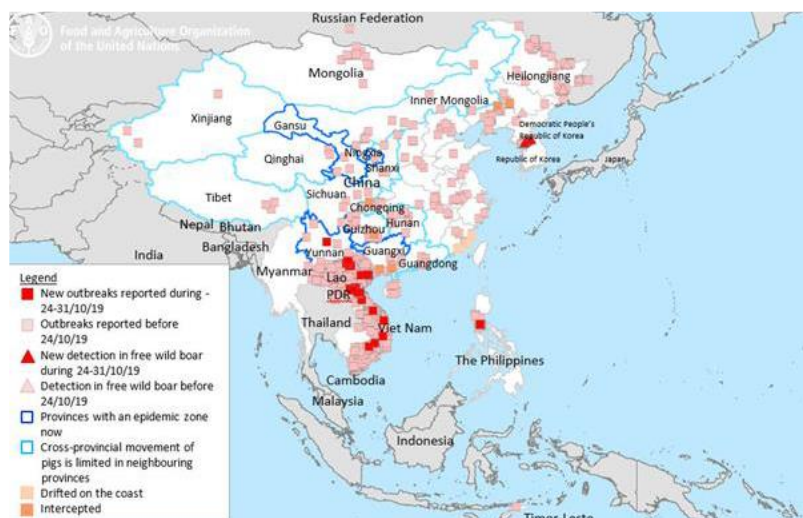 Food and Agriculture Organization
of the United Nations
Russian Federation
Mongolia
Heilongjiang
Inner Mongolia
Xinjiang
Gansu
Democratic People's
Republic of Korea
Republic of Korea
Japan
Qinghai
Ningxia
Shanxi
China
Tibet
Sichuan
Chongqing
Hunan
Guizhou
Nepal
Bhutan
India
Bangladesh
Yunnan
Guangxi
Guangdong
Myanmar
Lao
PDR
Thailand
Viet Nam
The Philippines
Cambodia
Malaysia
Indonesia
Timor-Leste
Legend
New outbreaks reported during -
24-31/10/19
Outbreaks reported before
24/10/19
New detection in free wild boar
during 24-31/10/19
Detection in free wild boar before
24/10/19
Provinces with an epidemic zone
now
Cross-provincial movement of
pigs is limited in neighbouring
provinces
Drifted on the coast
Intercepted